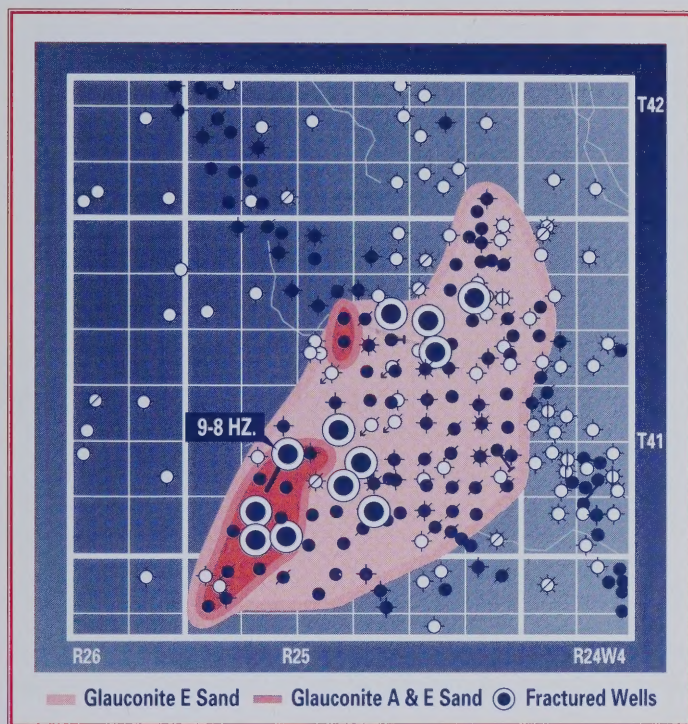 T42
9-8 HZ.
T41
R26 R25 R24W4
Glauconite E Sand Glauconite A & E Sand Fractured Wells